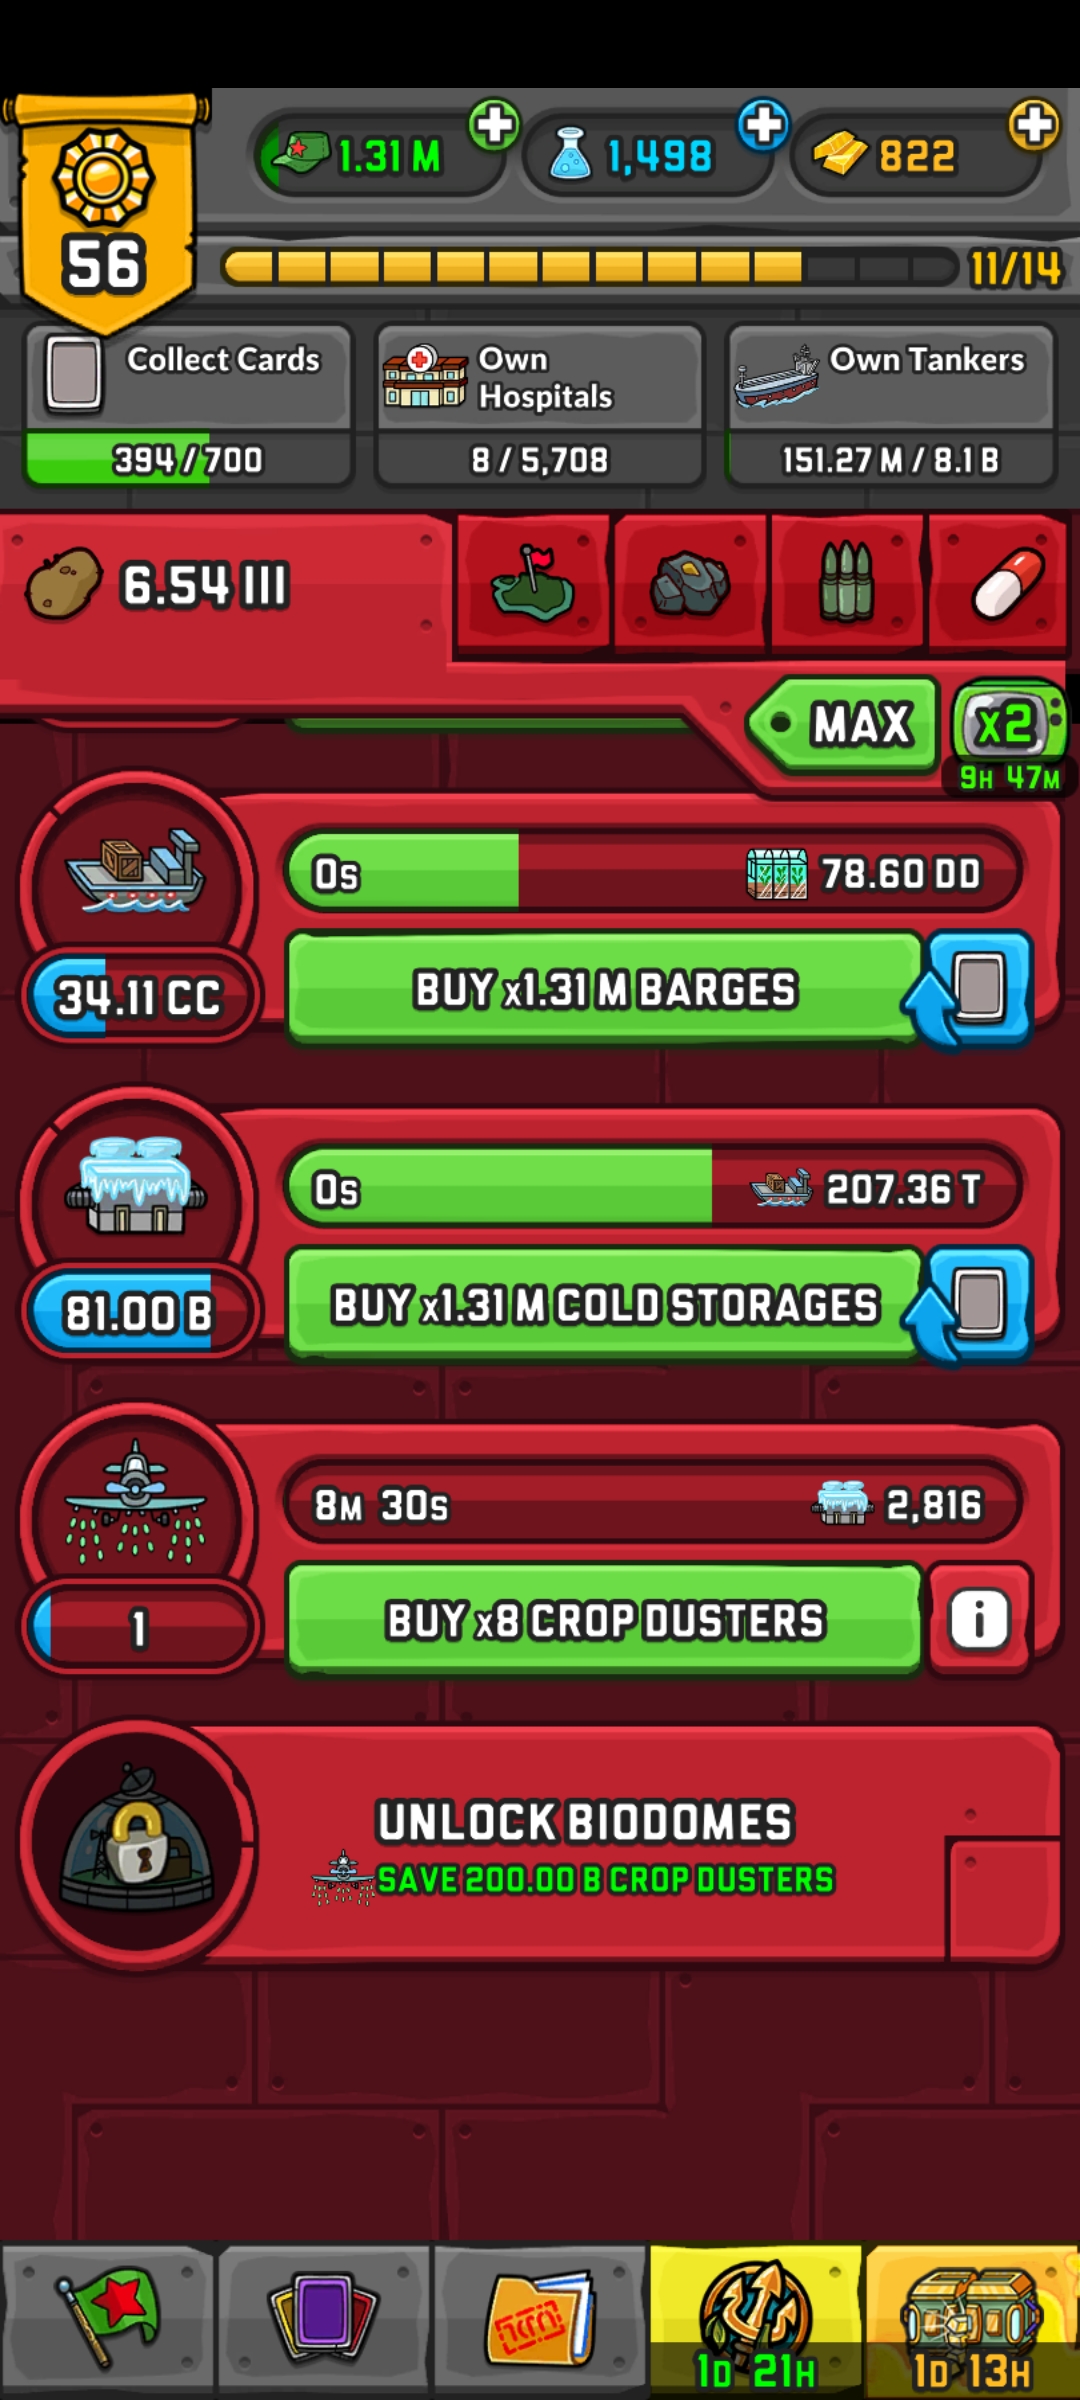 1.31 M
1,498
822
56
11/14
Collect Cards
394/700
Own
Hospitals
8/5,708
Own Tankers
151.27 M / 8.1 B
6.54 III
MAX
x2
9H 47M
0s
78.60 DD
34.11 CC
BUY x1.31 M BARGES
0s
207.36 T
81.00 B
BUY x1.31 M COLD STORAGES
8M 30s
2,816
1
BUY x8 CROP DUSTERS
i
UNLOCK BIODOMES
SAVE 200.00 B CROP DUSTERS
1D 21H
1D 13H